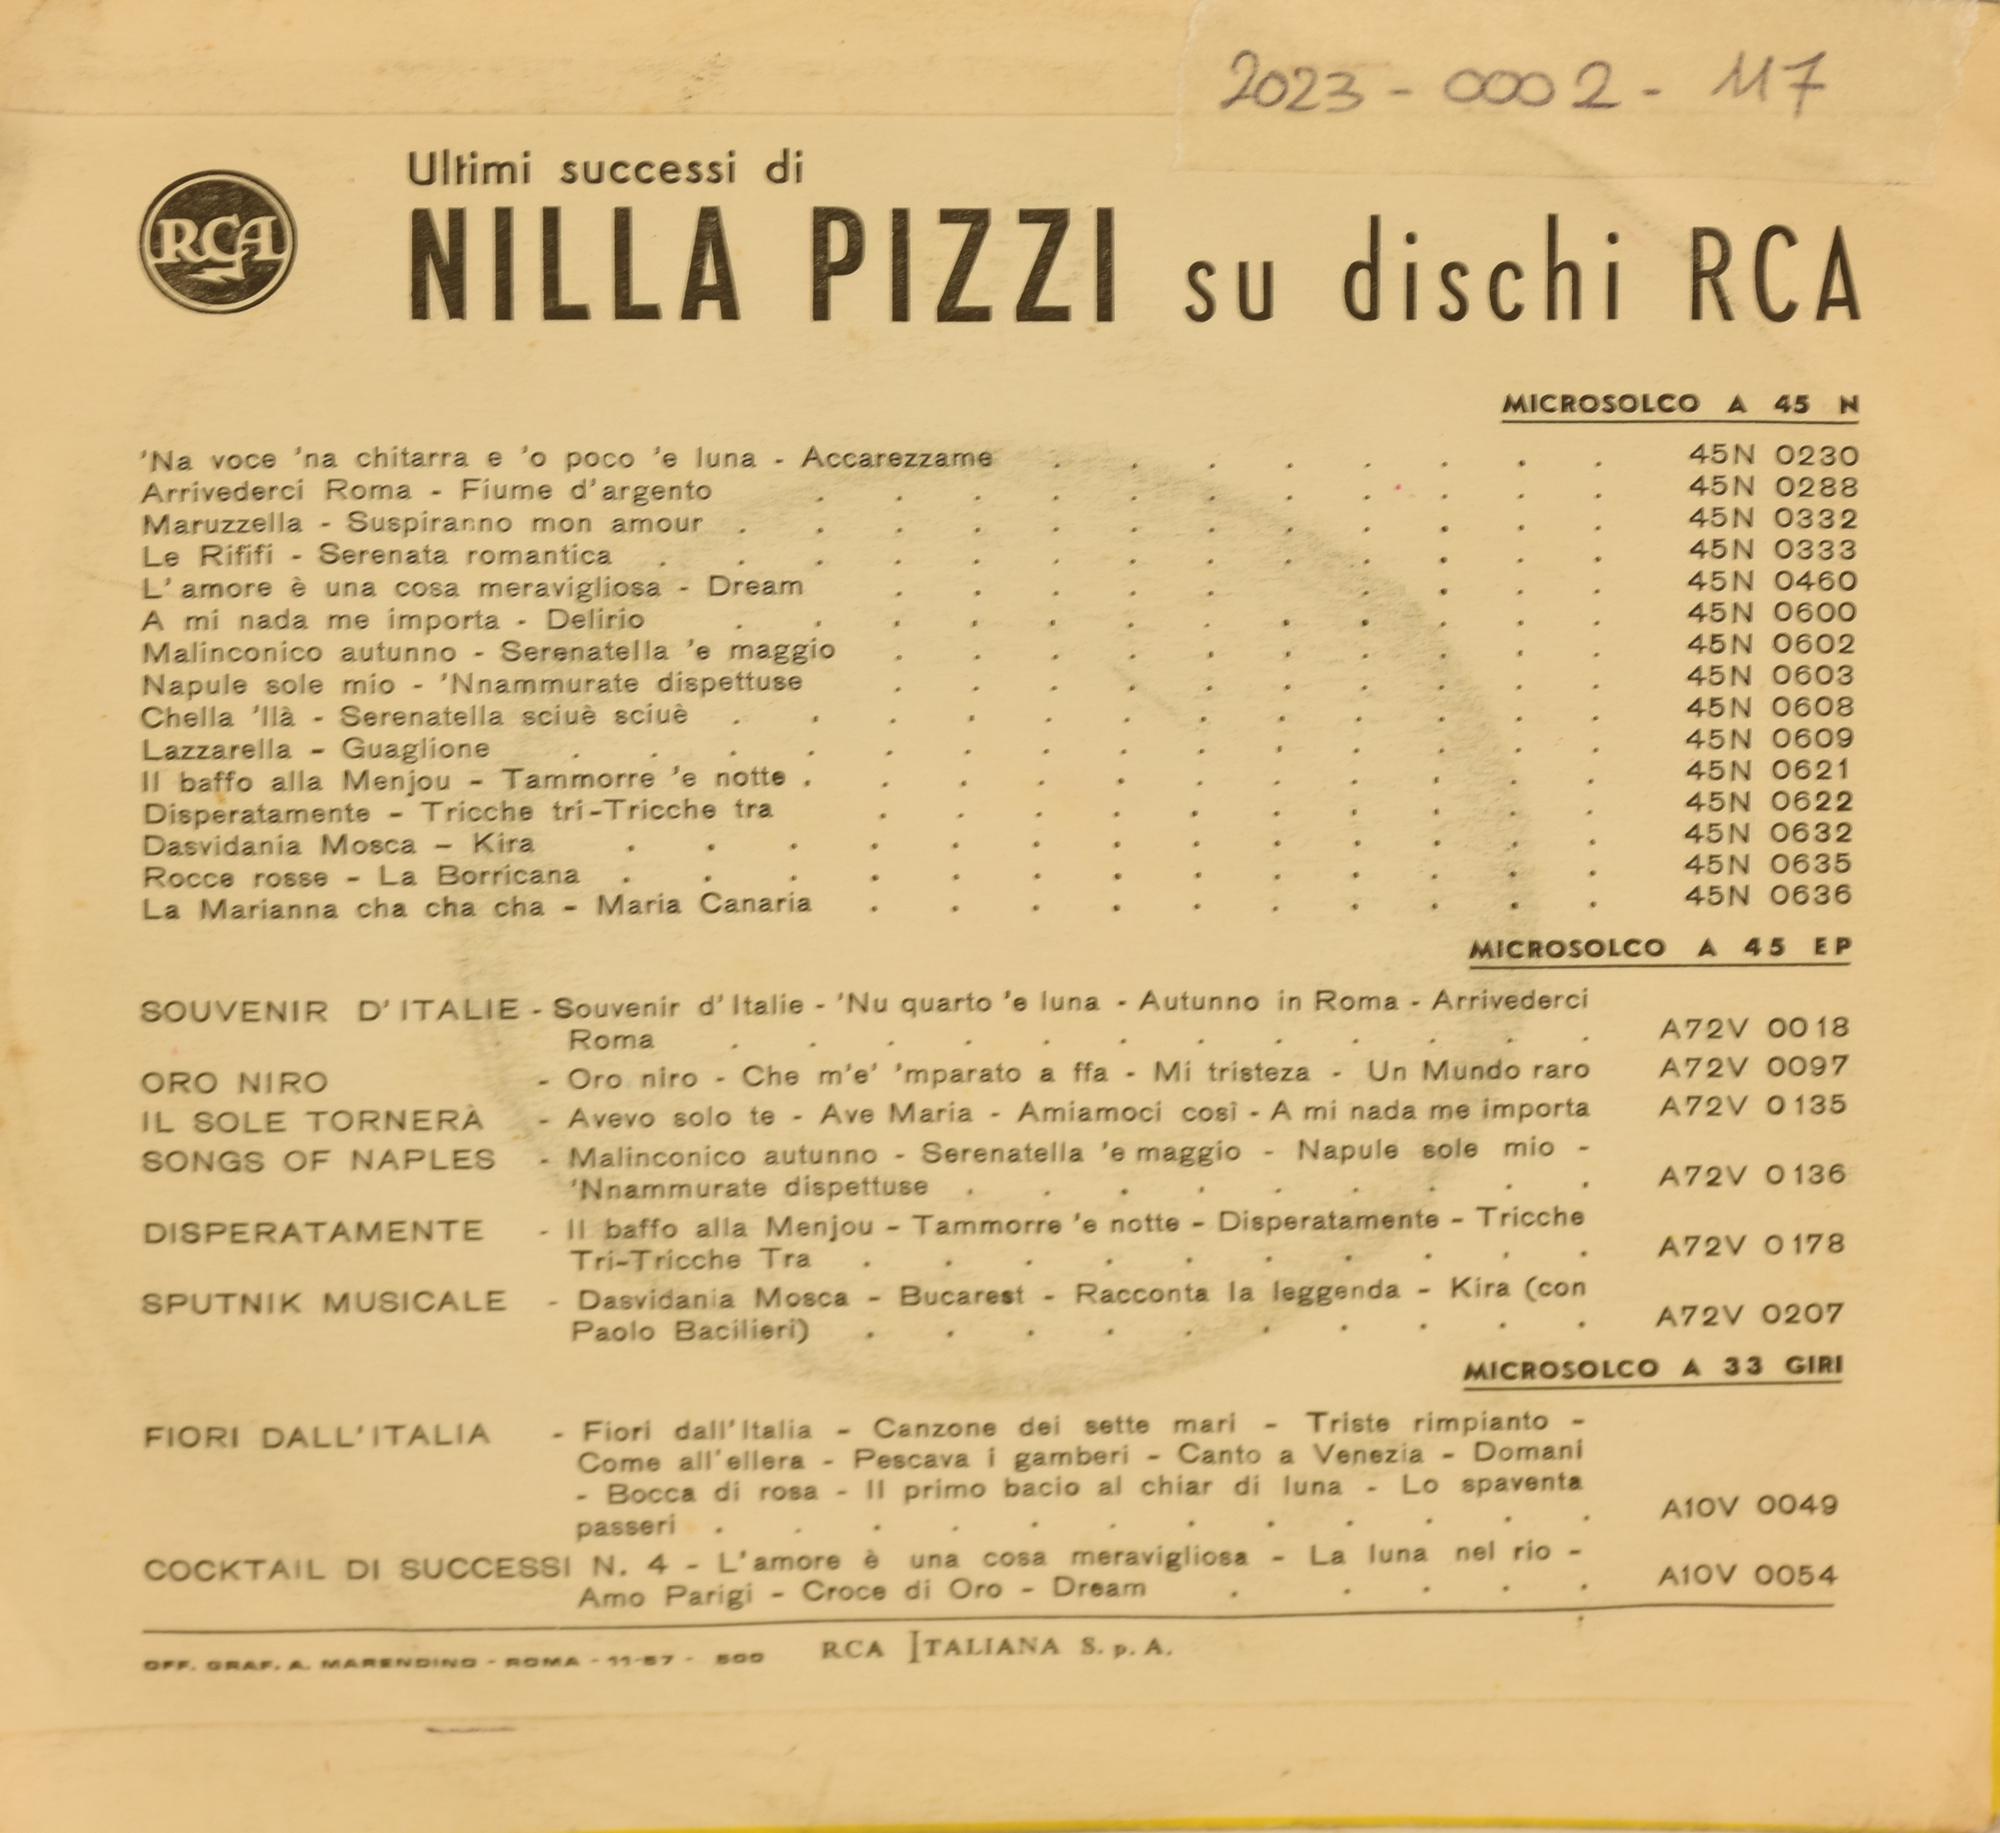 2023 - 0002 - 117
RCA
Ultimi successi di
NILLA PIZZI su dischi RCA
MICROSOLCO A 45 N
'Na voce 'na chitarra e 'o poco 'e luna - Accarezzame . . . . . . . . 45N 0230
Arrivederci Roma - Fiume d'argento . . . . . . . . . . . 45N 0288
Maruzzella - Suspiranno mon amour . . . . . . . . . . . . 45N 0332
Le Rififi - Serenata romantica . . . . . . . . . . . . . 45N 0333
L'amore è una cosa meravigliosa - Dream . . . . . . . . . . 45N 0460
A mi nada me importa - Delirio . . . . . . . . . . . . 45N 0600
Malinconico autunno - Serenatella 'e maggio . . . . . . . . . . 45N 0602
Napule sole mio - 'Nnammurate dispettuse . . . . . . . . . . 45N 0603
Chella 'llà - Serenatella sciuè sciuè . . . . . . . . . . . . 45N 0608
Lazzarella - Guaglione . . . . . . . . . . . . . . 45N 0609
Il baffo alla Menjou - Tammorre 'e notte . . . . . . . . . . . 45N 0621
Disperatamente - Tricche tri-Tricche tra . . . . . . . . . . 45N 0622
Dasvidania Mosca - Kira . . . . . . . . . . . . . 45N 0632
Rocce rosse - La Borricana . . . . . . . . . . . . . 45N 0635
La Marianna cha cha cha - Maria Canaria . . . . . . . . . . 45N 0636
MICROSOLCO A 45 EP
SOUVENIR D'ITALIE - Souvenir d'Italie - 'Nu quarto 'e luna - Autunno in Roma - Arrivederci
Roma . . . . . . . . . . . . A72V 0018
ORO NIRO - Oro niro - Che m'e' 'mparato a ffa - Mi tristeza - Un Mundo raro A72V 0097
IL SOLE TORNERÀ - Avevo solo te - Ave Maria - Amiamoci così - A mi nada me importa A72V 0135
SONGS OF NAPLES - Malinconico autunno - Serenatella 'e maggio - Napule sole mio -
'Nnammurate dispettuse . . . . . . . . . A72V 0136
DISPERATAMENTE - Il baffo alla Menjou - Tammorre 'e notte - Disperatamente - Tricche
Tri-Tricche Tra . . . . . . . . . . A72V 0178
SPUTNIK MUSICALE - Dasvidania Mosca - Bucarest - Racconta la leggenda - Kira (con
Paolo Bacilieri) . . . . . . . . . . A72V 0207
MICROSOLCO A 33 GIRI
FIORI DALL'ITALIA - Fiori dall'Italia - Canzone dei sette mari - Triste rimpianto -
Come all'ellera - Pescava i gamberi - Canto a Venezia - Domani
- Bocca di rosa - Il primo bacio al chiar di luna - Lo spaventa
passeri . . . . . . . . . . . . A10V 0049
COCKTAIL DI SUCCESSI N. 4 - L'amore è una cosa meravigliosa - La luna nel rio -
Amo Parigi - Croce di Oro - Dream . . . . . A10V 0054
OFF. GRAF. A. MARENDINO - ROMA - 11-57 - 500 RCA ITALIANA S. p. A.